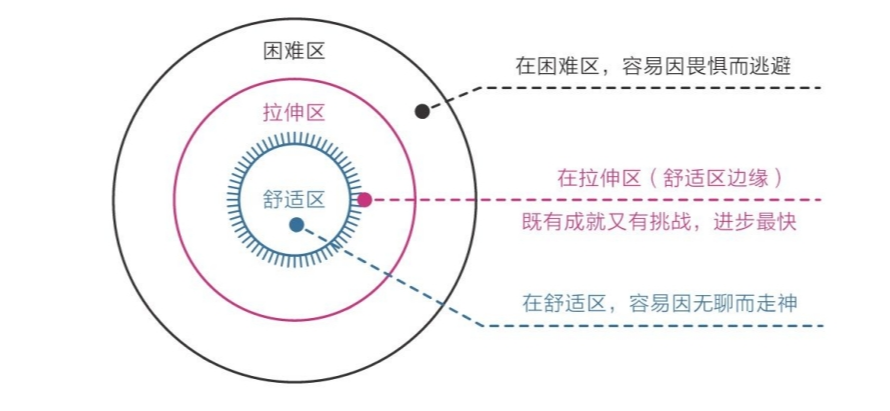 困难区
在困难区，容易因畏惧而逃避
拉伸区
在拉伸区（舒适区边缘）
舒适区
既有成就又有挑战，进步最快
在舒适区，容易因无聊而走神